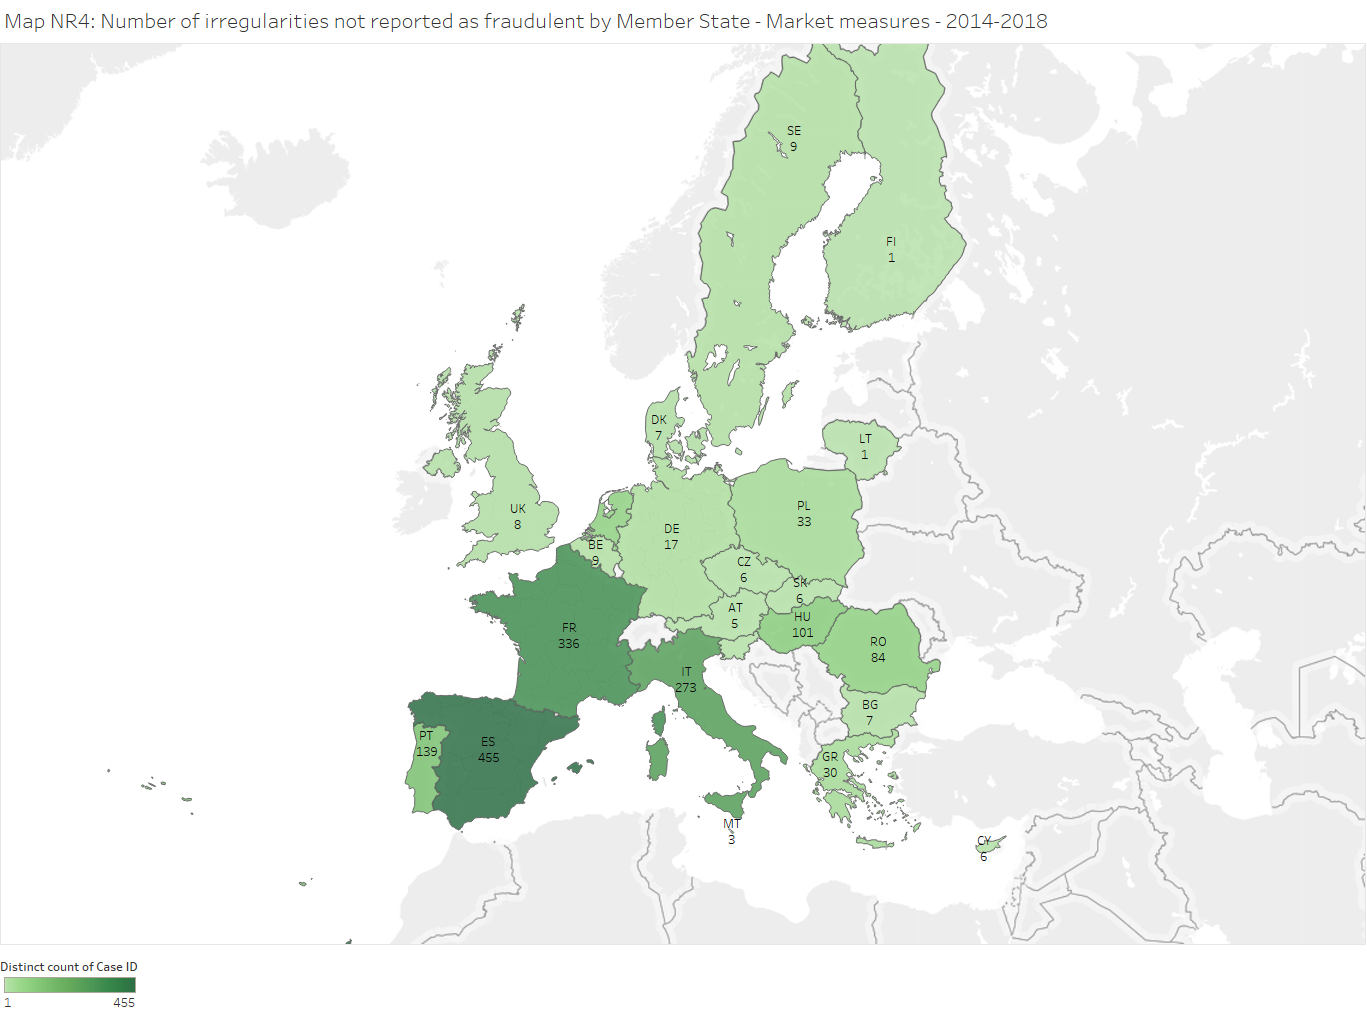 Map NR4: Number of irregularities not reported as fraudulent by Member State - Market measures - 2014-2018
SE
9
FI
1
DK
7
LT
1
UK
8
PL
33
DE
17
BE
9
CZ
6
SK
6
AT
5
HU
101
FR
336
RO
84
IT
273
BG
7
PT
139
ES
455
GR
30
MT
3
CY
6
Distinct count of Case ID
1
455